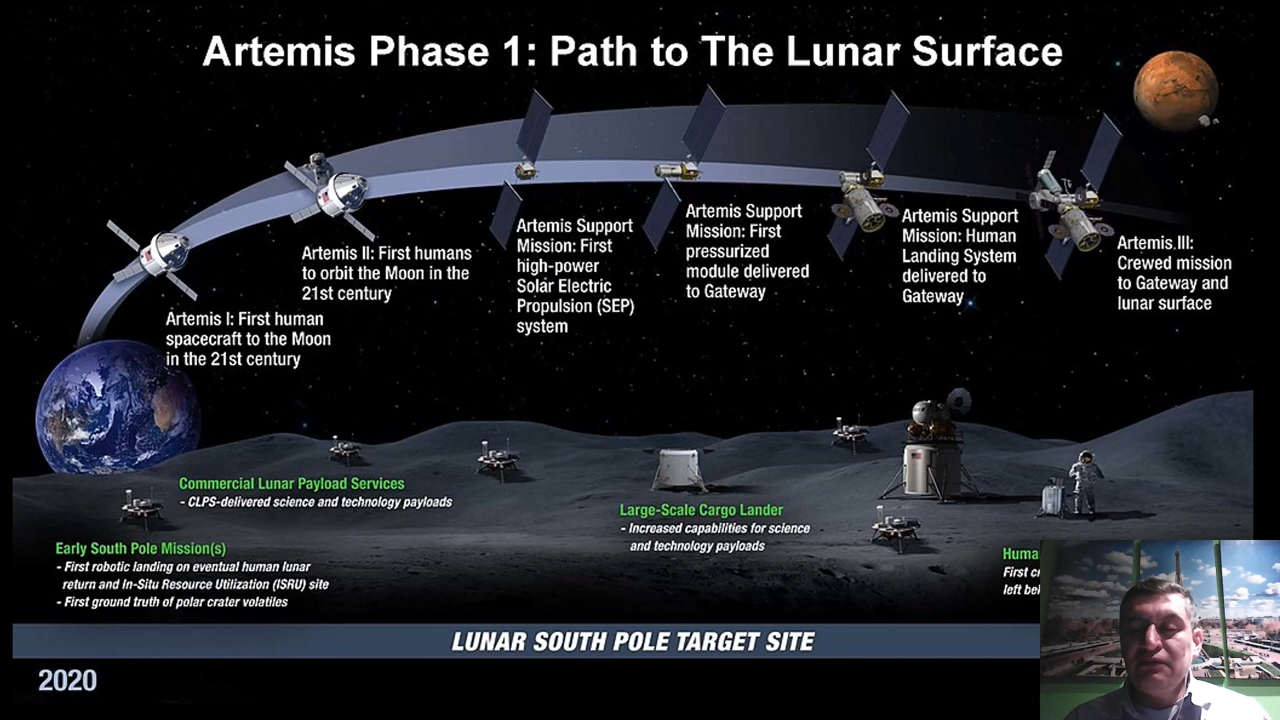 Artemis Phase 1: Path to The Lunar Surface
Artemis I: First human
spacecraft to the Moon
in the 21st century
Artemis II: First humans
to orbit the Moon in the
21st century
Artemis Support
Mission: First
high-power
Solar Electric
Propulsion (SEP)
system
Artemis Support
Mission: First
pressurized
module delivered
to Gateway
Artemis Support
Mission: Human
Landing System
delivered to
Gateway
Artemis III:
Crewed mission
to Gateway and
lunar surface
Commercial Lunar Payload Services
- CLPS-delivered science and technology payloads
Early South Pole Mission(s)
- First robotic landing on eventual human lunar
return and In-Situ Resource Utilization (ISRU) site
- First ground truth of polar crater volatiles
Large-Scale Cargo Lander
- Increased capabilities for science
and technology payloads
First
left
LUNAR SOUTH POLE TARGET SITE
2020